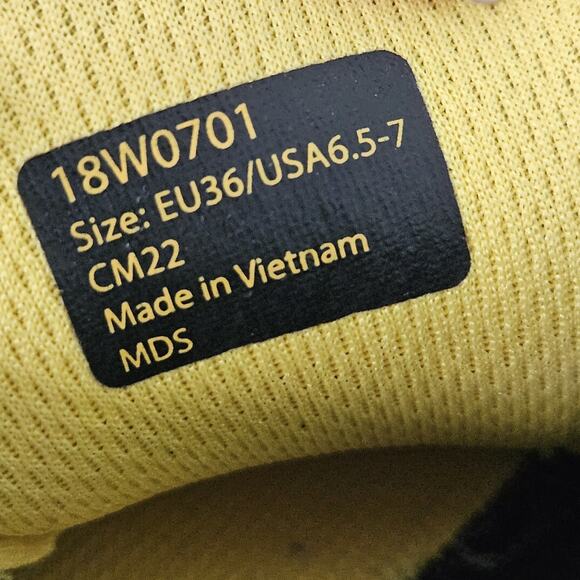 18W0701
Size: EU36/USA6.5-7
CM22
Made in Vietnam
MDS